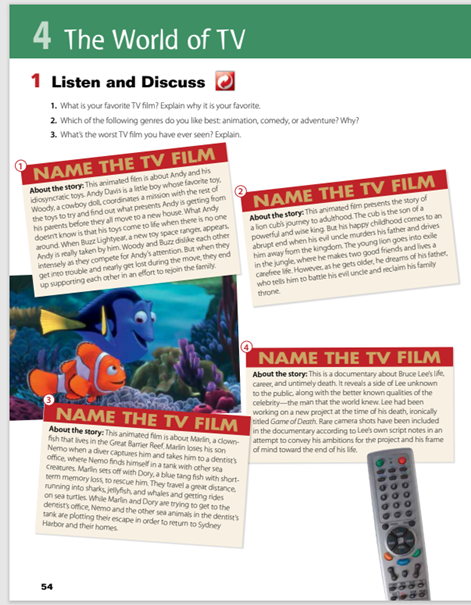 4 The World of TV
1 Listen and Discuss
1. What is your favorite TV film? Explain why it is your favorite.
2. Which of the following genres do you like best: animation, comedy, or adventure? Why?
3. What's the worst TV film you have ever seen? Explain.
1
NAME THE TV FILM
About the story: This animated film is about Andy and his
idiosyncratic toys. Andy Davis is a little boy whose favorite toy,
Woody, a cowboy doll, coordinates a mission with the rest of
the toys to try and find out what presents Andy is getting from
his parents before they all move to a new house. What Andy
doesn't know is that his toys come to life when there is no one
around. When Buzz Lightyear, a new toy space ranger, appears,
Andy is really taken by him. Woody and Buzz dislike each other
intensely as they compete for Andy's attention. But when they
get into trouble and nearly get lost during the move, they end
up supporting each other in an effort to rejoin the family.
2
NAME THE TV FILM
About the story: This animated film presents the story of
a lion cub's journey to adulthood. The cub is the son of a
powerful and wise king. But his happy childhood comes to an
abrupt end when his evil uncle murders his father and drives
him away from the kingdom. The young lion goes into exile
in the jungle, where he makes two good friends and lives a
carefree life. However, as he gets older, he dreams of his father,
who tells him to battle his evil uncle and reclaim his family
throne.
3
NAME THE TV FILM
About the story: This animated film is about Marlin, a clown-
fish that lives in the Great Barrier Reef. Marlin loses his son
Nemo when a diver captures him and takes him to a dentist's
office, where Nemo finds himself in a tank with other sea
creatures. Marlin sets off with Dory, a blue tang fish with short-
term memory loss, to rescue him. They travel a great distance,
running into sharks, jellyfish, and whales and getting rides
on sea turtles. While Marlin and Dory are trying to get to the
dentist's office, Nemo and the other sea animals in the dentist's
tank are plotting their escape in order to return to Sydney
Harbor and their homes.
4
NAME THE TV FILM
About the story: This is a documentary about Bruce Lee's life,
career, and untimely death. It reveals a side of Lee unknown
to the public, along with the better known qualities of the
celebrity—the man that the world knew. Lee had been
working on a new project at the time of his death, ironically
titled Game of Death. Rare camera shots have been included
in the documentary according to Lee's own script notes in an
attempt to convey his ambitions for the project and his frame
of mind toward the end of his life.
54